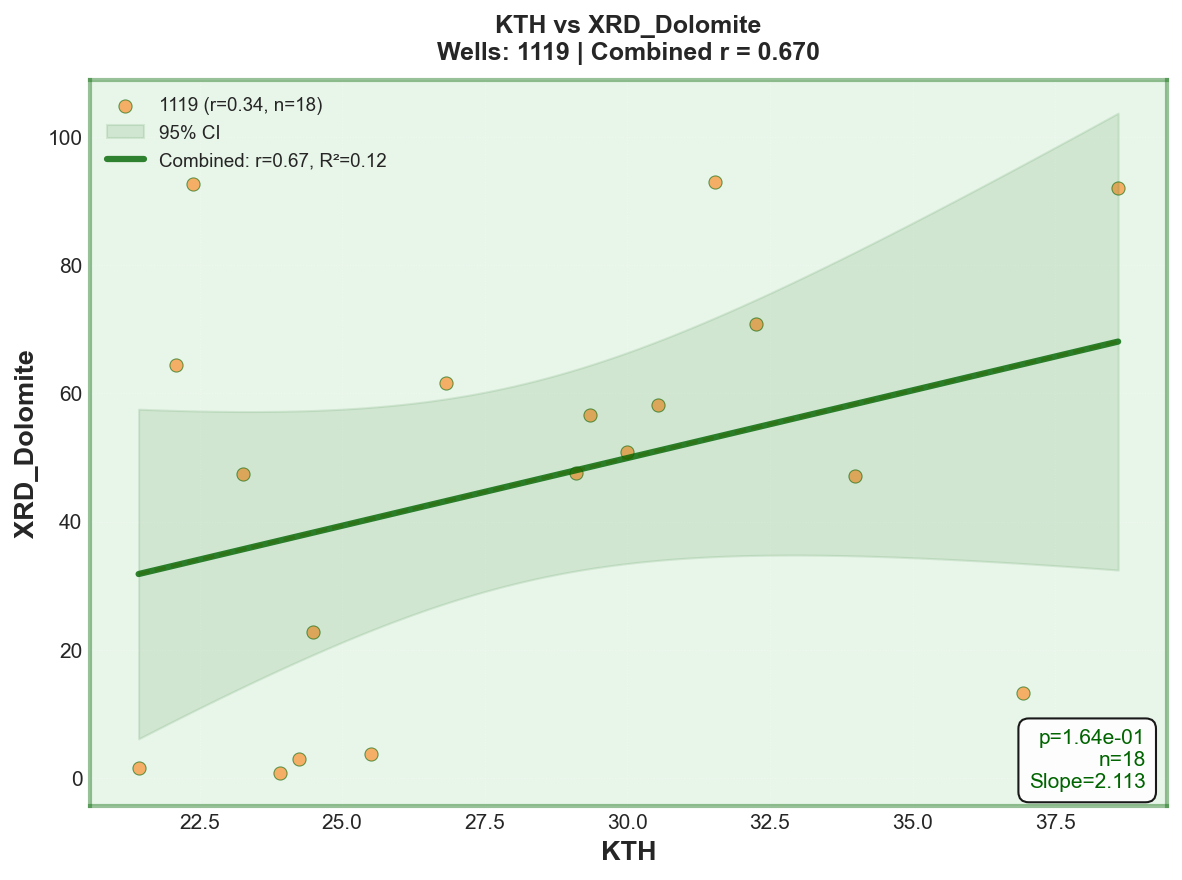 KTH vs XRD_Dolomite
Wells: 1119 | Combined r = 0.670
1119 (r=0.34, n=18)
95% CI
Combined: r=0.67, R²=0.12
100
80
60
40
20
0
XRD_Dolomite
p=1.64e-01
n=18
Slope=2.113
22.5 25.0 27.5 30.0 32.5 35.0 37.5
KTH